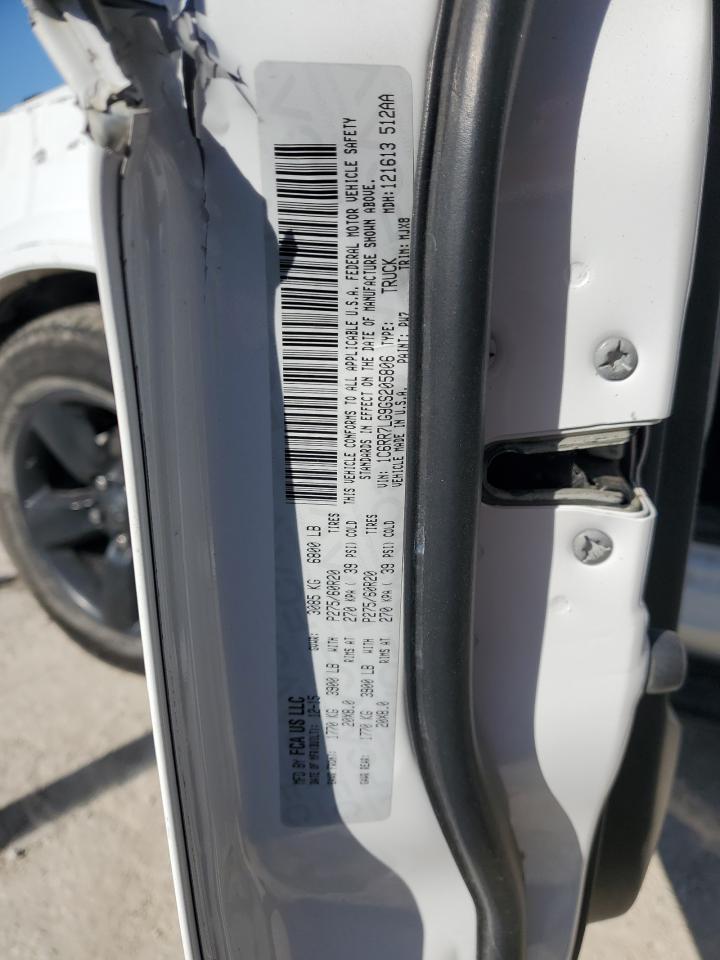 MFD BY FCA US LLC
DATE OF MFR(BUILT): 12-15 GVWR: 3085 KG 6800 LB
GAWR FRONT: 1770 KG 3900 LB WITH P275/60R20 TIRES
20X8.0 RIMS AT 270 KPA ( 39 PSI) COLD
GAWR REAR: 1770 KG 3900 LB WITH P275/60R20 TIRES
20X8.0 RIMS AT 270 KPA ( 39 PSI) COLD
THIS VEHICLE CONFORMS TO ALL APPLICABLE U.S.A. FEDERAL MOTOR VEHICLE SAFETY
STANDARDS IN EFFECT ON THE DATE OF MANUFACTURE SHOWN ABOVE.
VIN: 1C6RR7LG9GS205806 TYPE: TRUCK MDH:121613 512AA
VEHICLE MADE IN U.S.A. PAINT: PW7 TRIM: MJX8